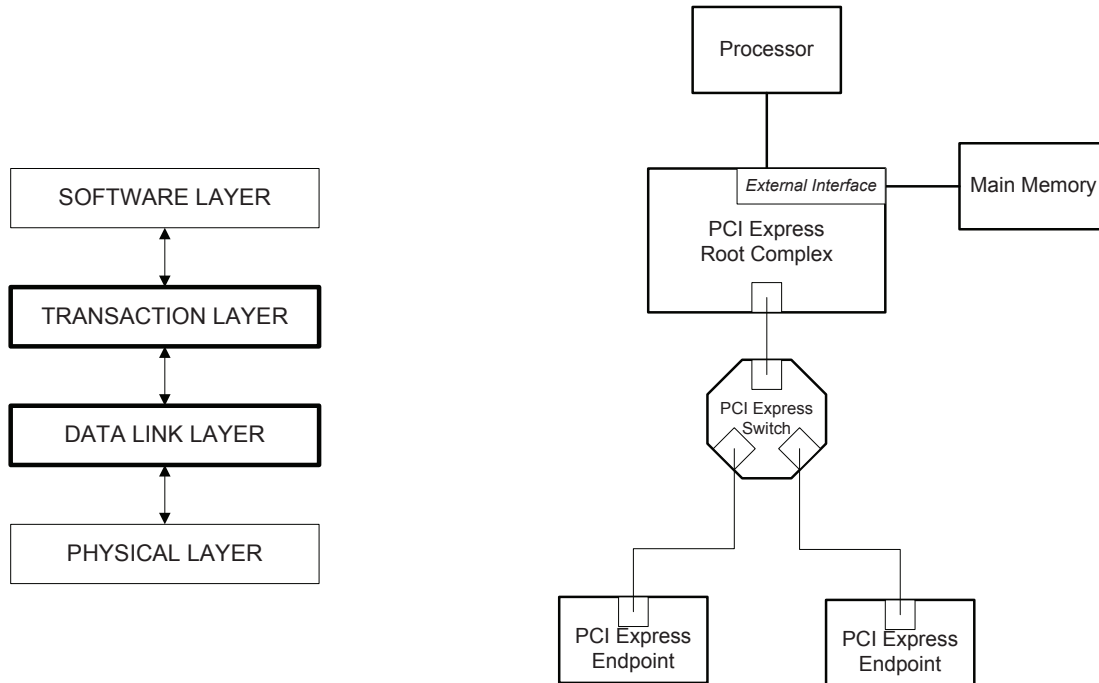 SOFTWARE LAYER
TRANSACTION LAYER
DATA LINK LAYER
PHYSICAL LAYER
Processor
External Interface
Main Memory
PCI Express
Root Complex
PCI Express
Switch
PCI Express
Endpoint
PCI Express
Endpoint